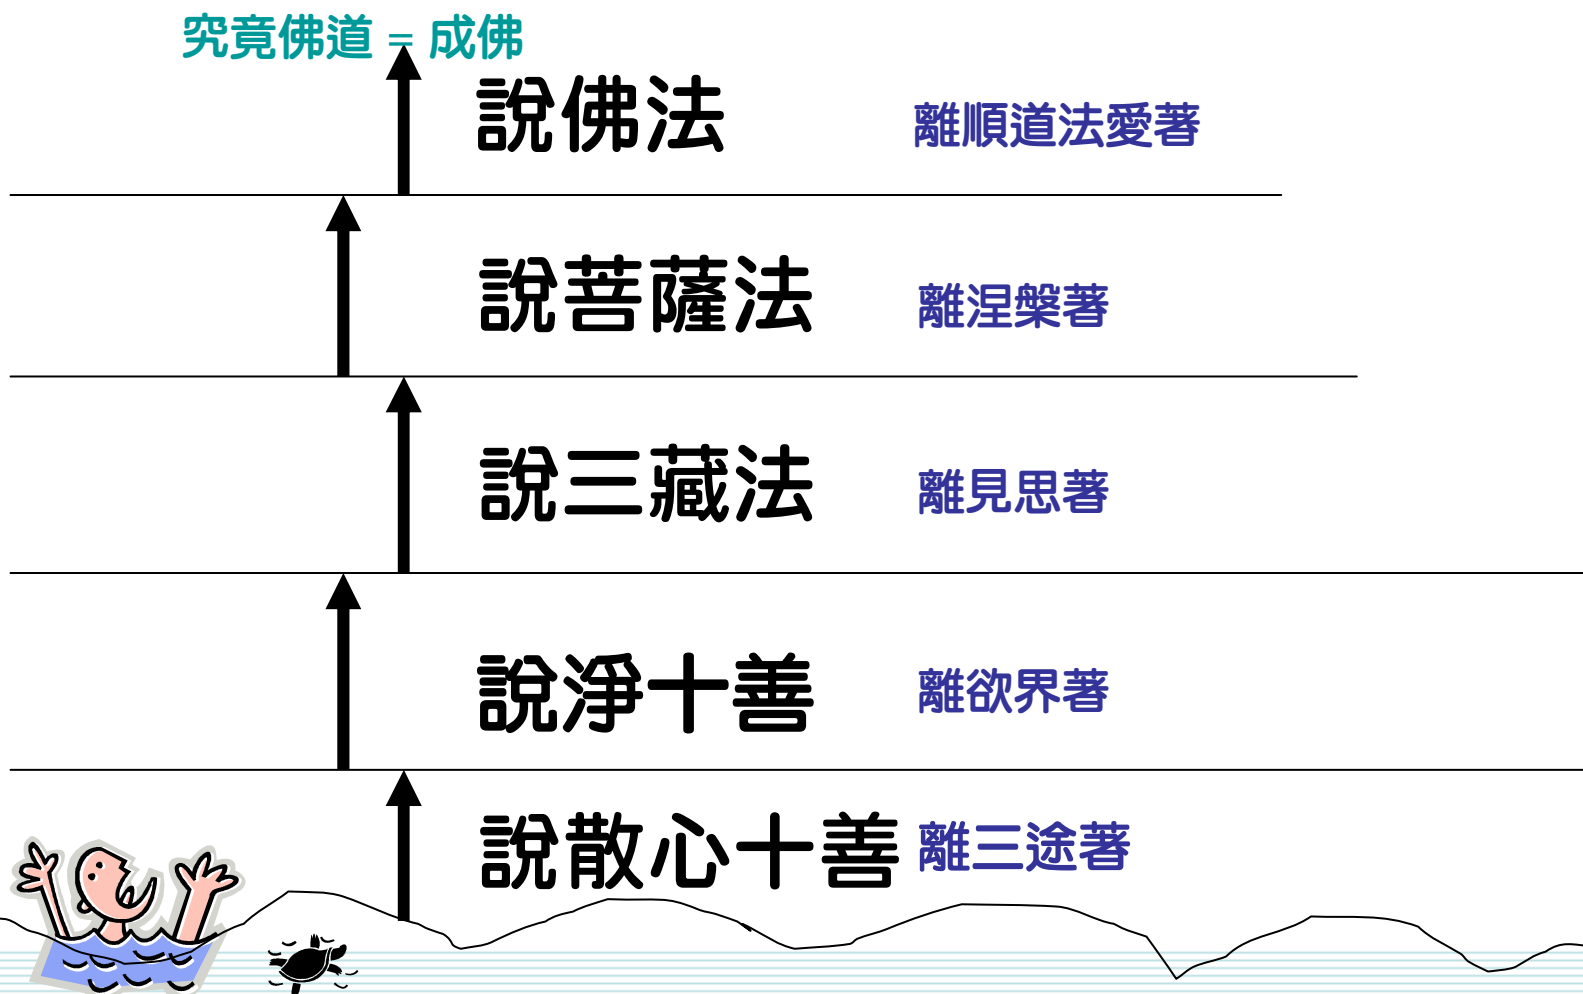 究竟佛道 = 成佛
說佛法 離順道法愛著
說菩薩法 離涅槃著
說三藏法 離見思著
說淨十善 離欲界著
說散心十善 離三途著